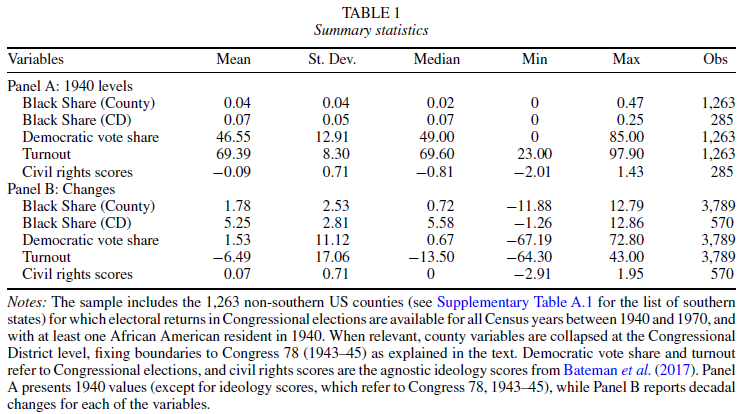 TABLE 1
Summary statistics
Variables Mean St. Dev. Median Min Max Obs
Panel A: 1940 levels
Black Share (County) 0.04 0.04 0.02 0 0.47 1,263
Black Share (CD) 0.07 0.05 0.07 0 0.25 285
Democratic vote share 46.55 12.91 49.00 0 85.00 1,263
Turnout 69.39 8.30 69.60 23.00 97.90 1,263
Civil rights scores −0.09 0.71 −0.81 −2.01 1.43 285
Panel B: Changes
Black Share (County) 1.78 2.53 0.72 −11.88 12.79 3,789
Black Share (CD) 5.25 2.81 5.58 −1.26 12.86 570
Democratic vote share 1.53 11.12 0.67 −67.19 72.80 3,789
Turnout −6.49 17.06 −13.50 −64.30 43.00 3,789
Civil rights scores 0.07 0.71 0 −2.91 1.95 570
Notes: The sample includes the 1,263 non-southern US counties (see Supplementary Table A.1 for the list of southern
states) for which electoral returns in Congressional elections are available for all Census years between 1940 and 1970, and
with at least one African American resident in 1940. When relevant, county variables are collapsed at the Congressional
District level, fixing boundaries to Congress 78 (1943–45) as explained in the text. Democratic vote share and turnout
refer to Congressional elections, and civil rights scores are the agnostic ideology scores from Bateman et al. (2017). Panel
A presents 1940 values (except for ideology scores, which refer to Congress 78, 1943–45), while Panel B reports decadal
changes for each of the variables.